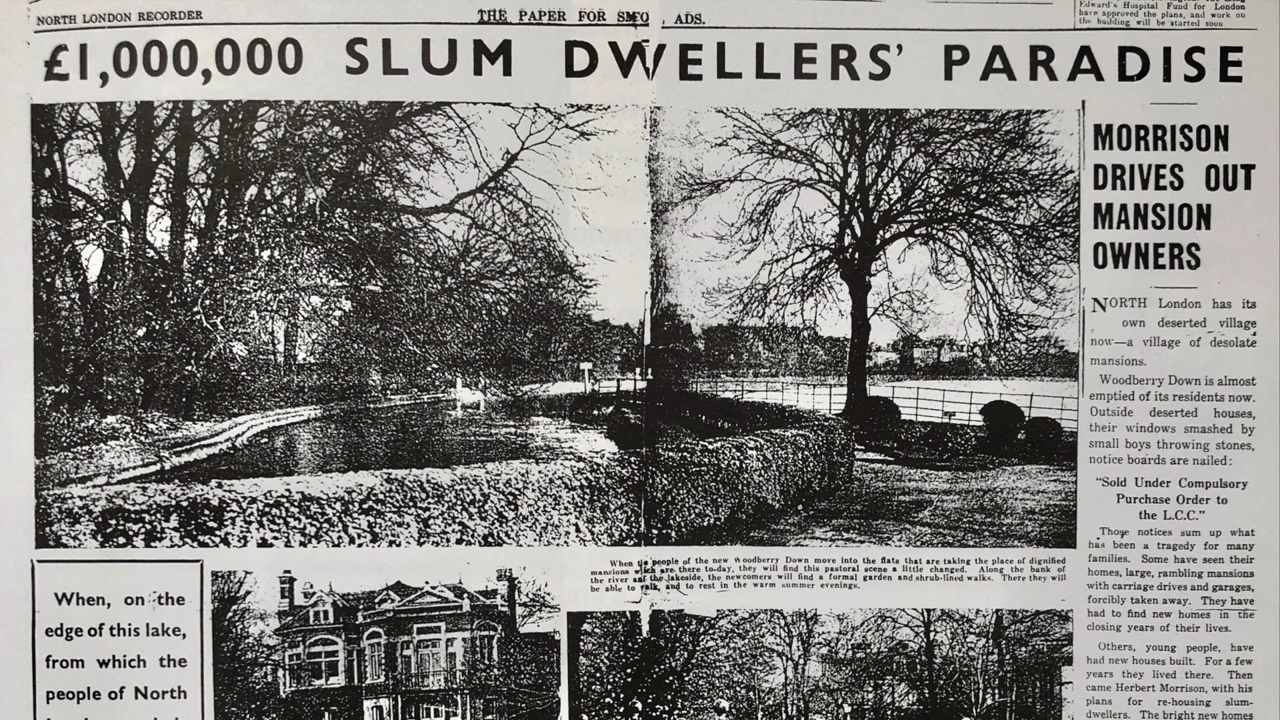 NORTH LONDON RECORDER
THE PAPER FOR ADS.
Edward's Hospital Fund for London
have approved the plans, and work on
the building will be started soon
£1,000,000 SLUM DWELLERS' PARADISE
MORRISON
DRIVES OUT
MANSION
OWNERS
NORTH London has its
own deserted village
now—a village of desolate
mansions.
Woodberry Down is almost
emptied of its residents now.
Outside deserted houses,
their windows smashed by
small boys throwing stones,
notice boards are nailed:
"Sold Under Compulsory
Purchase Order to
the L.C.C."
Those notices sum up what
has been a tragedy for many
families. Some have seen their
homes, large, rambling mansions
with carriage drives and garages,
forcibly taken away. They have
had to find new homes in the
closing years of their lives.
Others, young people, have
had new houses built. For a few
years they lived there. Then
came Herbert Morrison, with his
plans for re-housing slum-
dwellers. The bright new homes
When the people of the new Woodberry Down move into the flats that are taking the place of dignified
mansions which are there to-day, they will find this pastoral scene a little changed. Along the bank of
the river and the lakeside, the newcomers will find a formal garden and shrub-lined walks. There they will
be able to walk, and to rest in the warm summer evenings.
When, on the
edge of this lake,
from which the
people of North